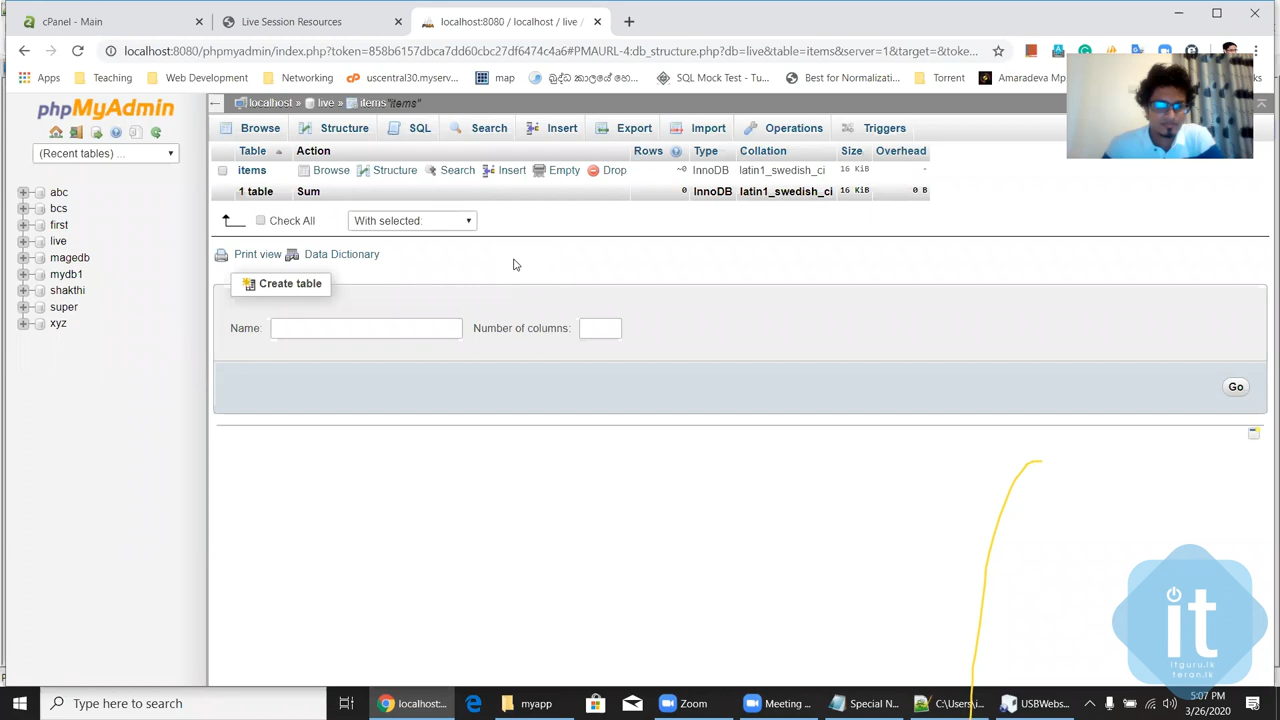 cPanel - Main
Live Session Resources
localhost:8080 / localhost / live /
localhost:8080/phpmyadmin/index.php?token=858b6157dbca7dd60cbc27df6474c4a6#PMAURL-4:db_structure.php?db=live&table=items&server=1&target=&toke...
Apps Teaching Web Development Networking uscentral30.myserv... map බුද්ධ කාලයේ හෙ... SQL Mock Test - Tu... Best for Normalizati... Torrent Amaradeva Mp
phpMyAdmin
(Recent tables) ...
abc
bcs
first
live
magedb
mydb1
shakthi
super
xyz
localhost » live » items "items"
Browse Structure SQL Search Insert Export Import Operations Triggers
Table Action Rows Type Collation Size Overhead
items Browse Structure Search Insert Empty Drop ~0 InnoDB latin1_swedish_ci 16 KiB -
1 table Sum 0 InnoDB latin1_swedish_ci 16 KiB 0 B
Check All With selected:
Print view Data Dictionary
Create table
Name: Number of columns:
Go
it
itguru.lk
teran.lk
Type here to search
localhost:... myapp Zoom Meeting ... Special N... C:\Users\i... USBWebs...
5:07 PM
3/26/2020